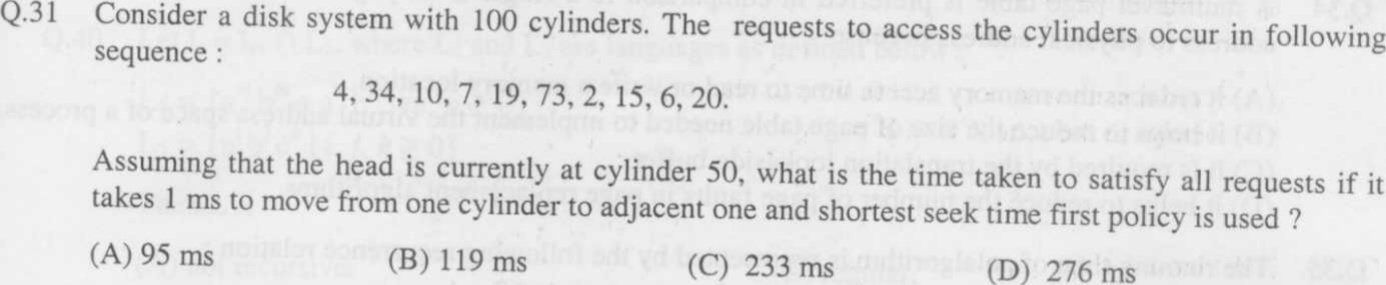 Q.31 Consider a disk system with 100 cylinders. The requests to access the cylinders occur in following
sequence :
4, 34, 10, 7, 19, 73, 2, 15, 6, 20.
Assuming that the head is currently at cylinder 50, what is the time taken to satisfy all requests if it
takes 1 ms to move from one cylinder to adjacent one and shortest seek time first policy is used ?
(A) 95 ms (B) 119 ms (C) 233 ms (D) 276 ms